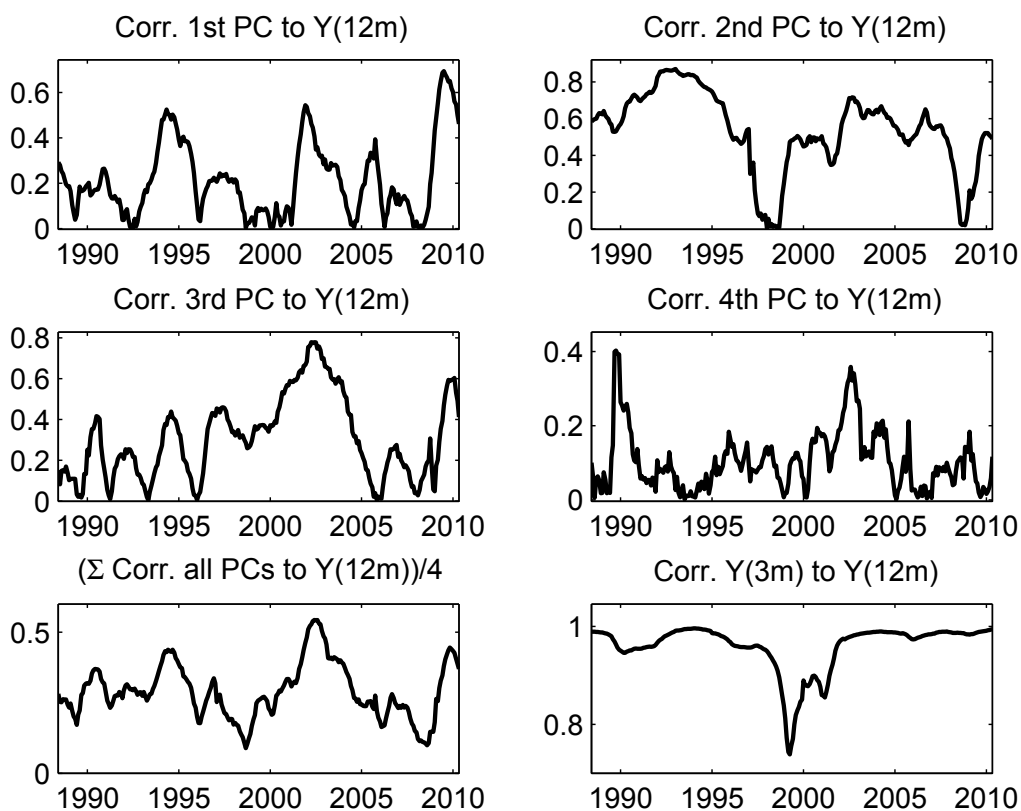 Corr. 1st PC to Y(12m)
0.6
0.4
0.2
0
1990 1995 2000 2005 2010
Corr. 2nd PC to Y(12m)
0.8
0.6
0.4
0.2
0
1990 1995 2000 2005 2010
Corr. 3rd PC to Y(12m)
0.8
0.6
0.4
0.2
0
1990 1995 2000 2005 2010
Corr. 4th PC to Y(12m)
0.4
0.2
0
1990 1995 2000 2005 2010
(Σ Corr. all PCs to Y(12m))/4
0.5
0
1990 1995 2000 2005 2010
Corr. Y(3m) to Y(12m)
1
0.8
1990 1995 2000 2005 2010